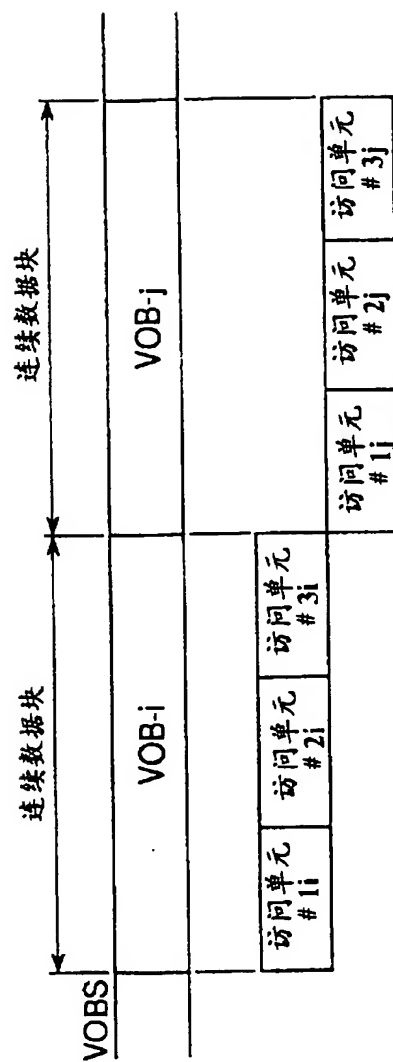 连续数据块
连续数据块
VOBS
VOB-i
VOB-j
访问单元
# 1i
访问单元
# 2i
访问单元
# 3i
访问单元
# 1j
访问单元
# 2j
访问单元
# 3j